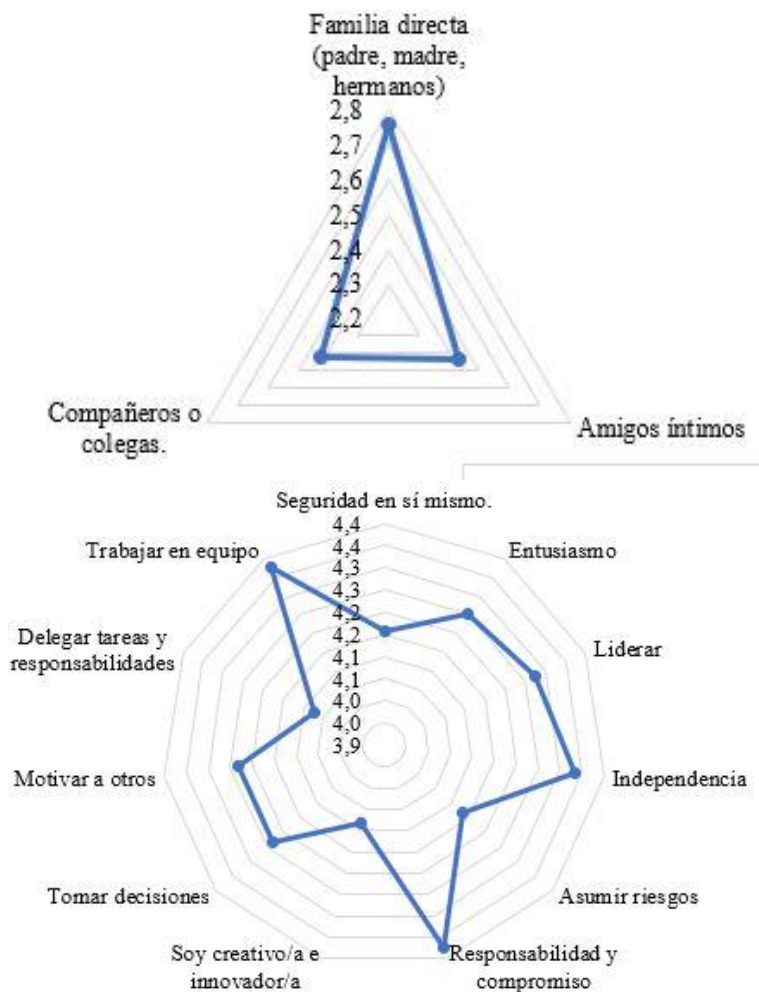 Familia directa
(padre, madre,
hermanos)
2,8
2,7
2,6
2,5
2,4
2,3
2,2
Compañeros o
colegas.
Amigos íntimos
Seguridad en sí mismo.
4,4
4,4
4,3
4,3
4,2
4,2
4,1
4,1
4,0
4,0
3,9
Entusiasmo
Liderar
Independencia
Asumir riesgos
Responsabilidad y
compromiso
Soy creativo/a e
innovador/a
Tomar decisiones
Motivar a otros
Delegar tareas y
responsabilidades
Trabajar en equipo